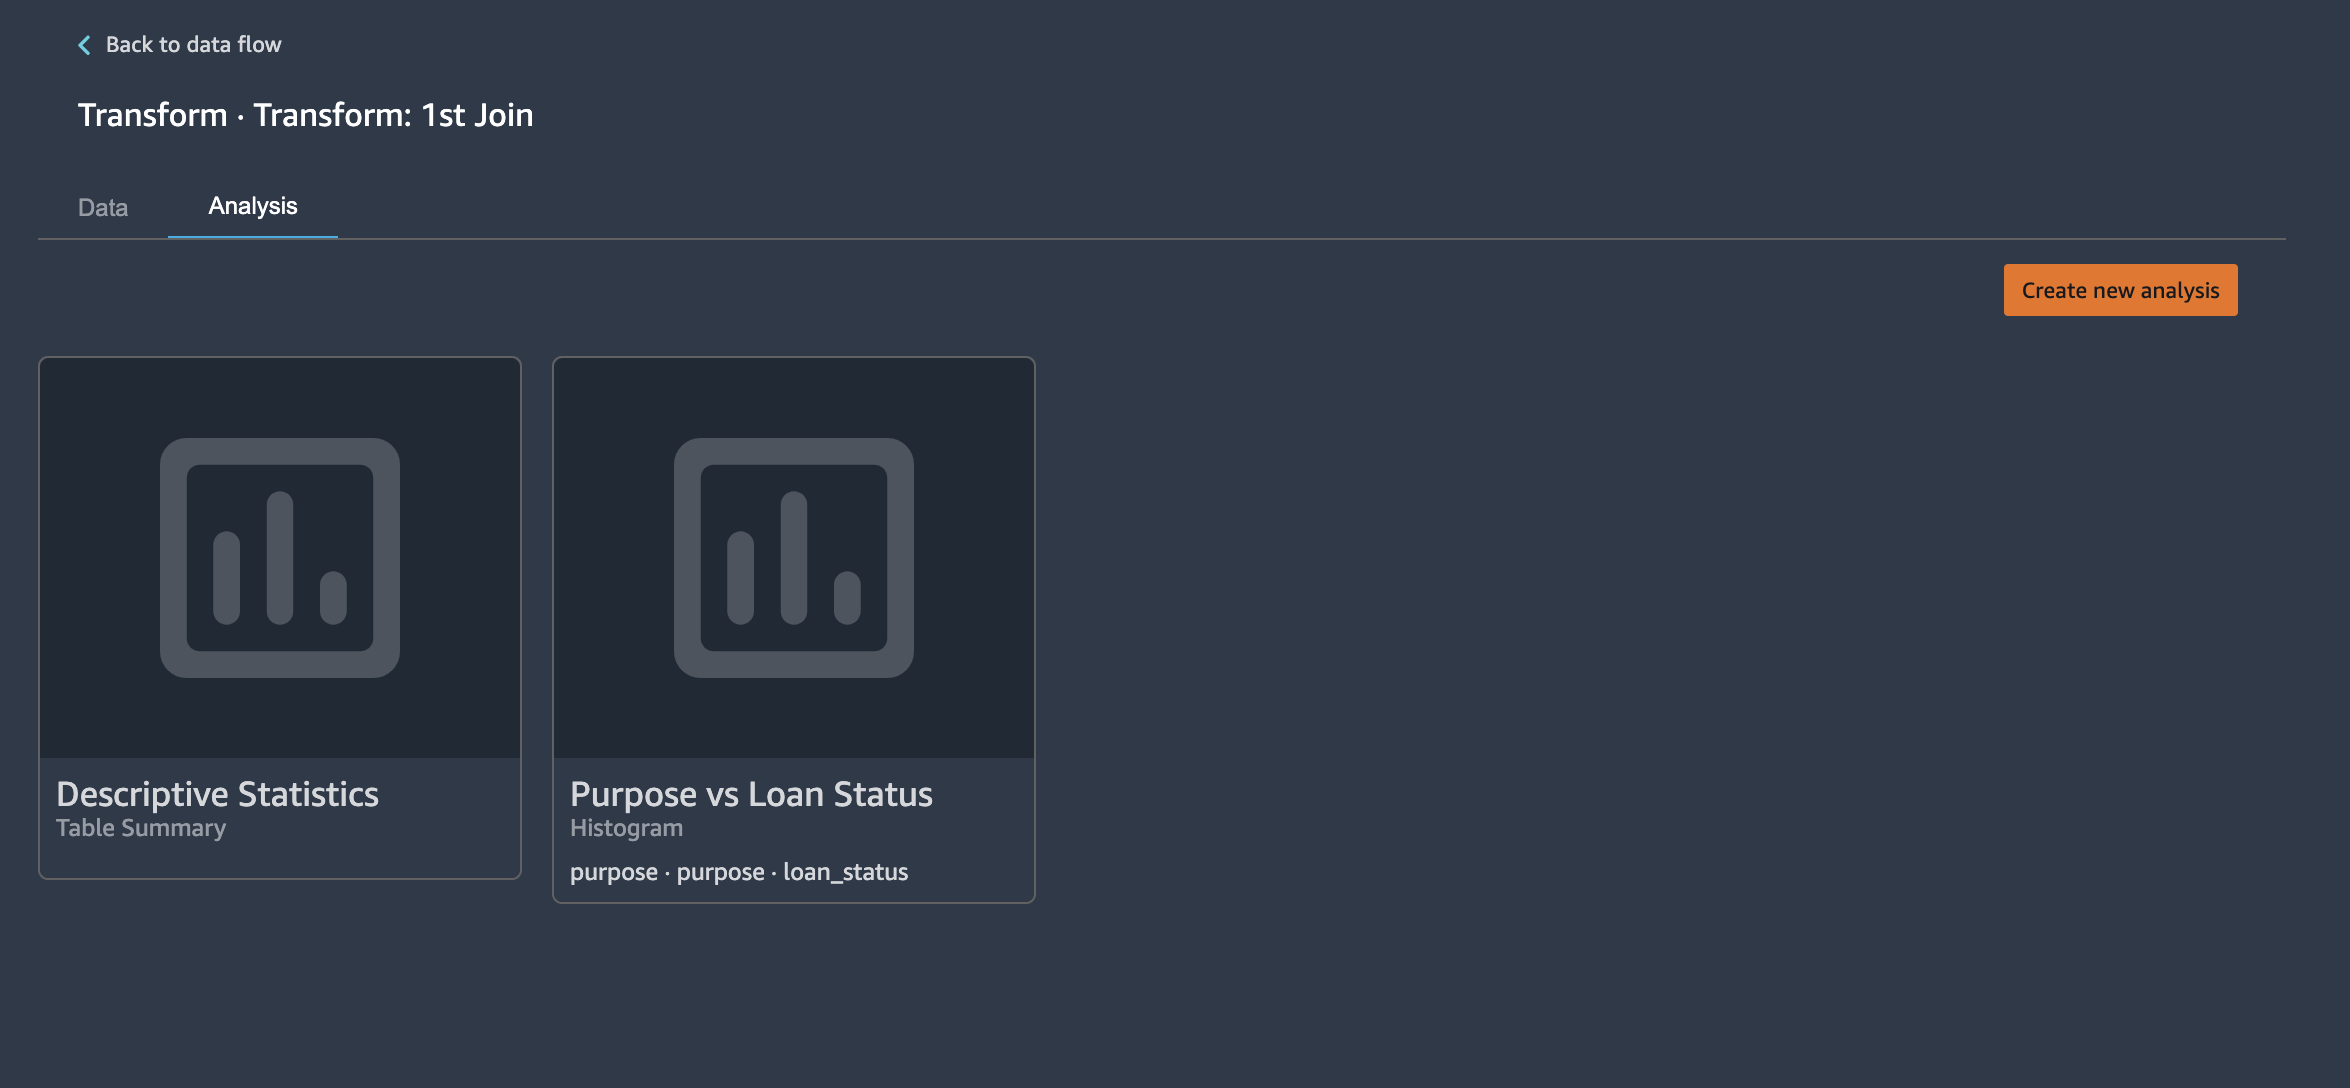 Back to data flow
Transform · Transform: 1st Join
Data
Analysis
Create new analysis
Descriptive Statistics
Table Summary
Purpose vs Loan Status
Histogram
purpose · purpose · loan_status